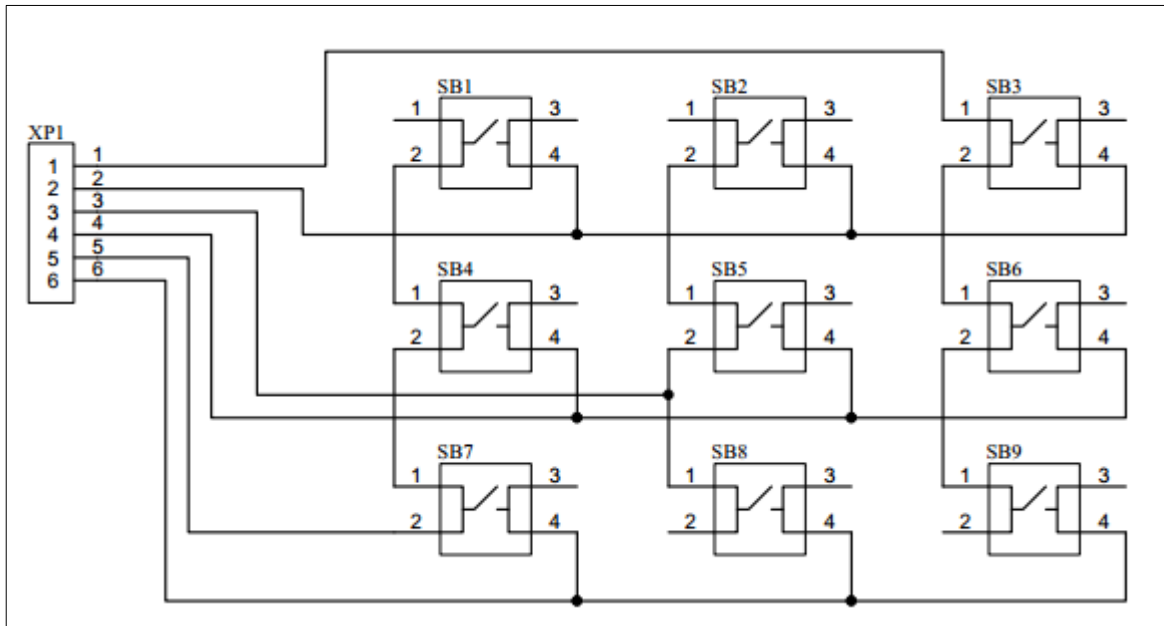 SB1 SB2 SB3
1 3 1 3 1 3
XP1
2 4 2 4 2 4
1 1
2 2
3 3
4 4
5 5
6 6
SB4 SB5 SB6
1 3 1 3 1 3
2 4 2 4 2 4
SB7 SB8 SB9
1 3 1 3 1 3
2 4 2 4 2 4